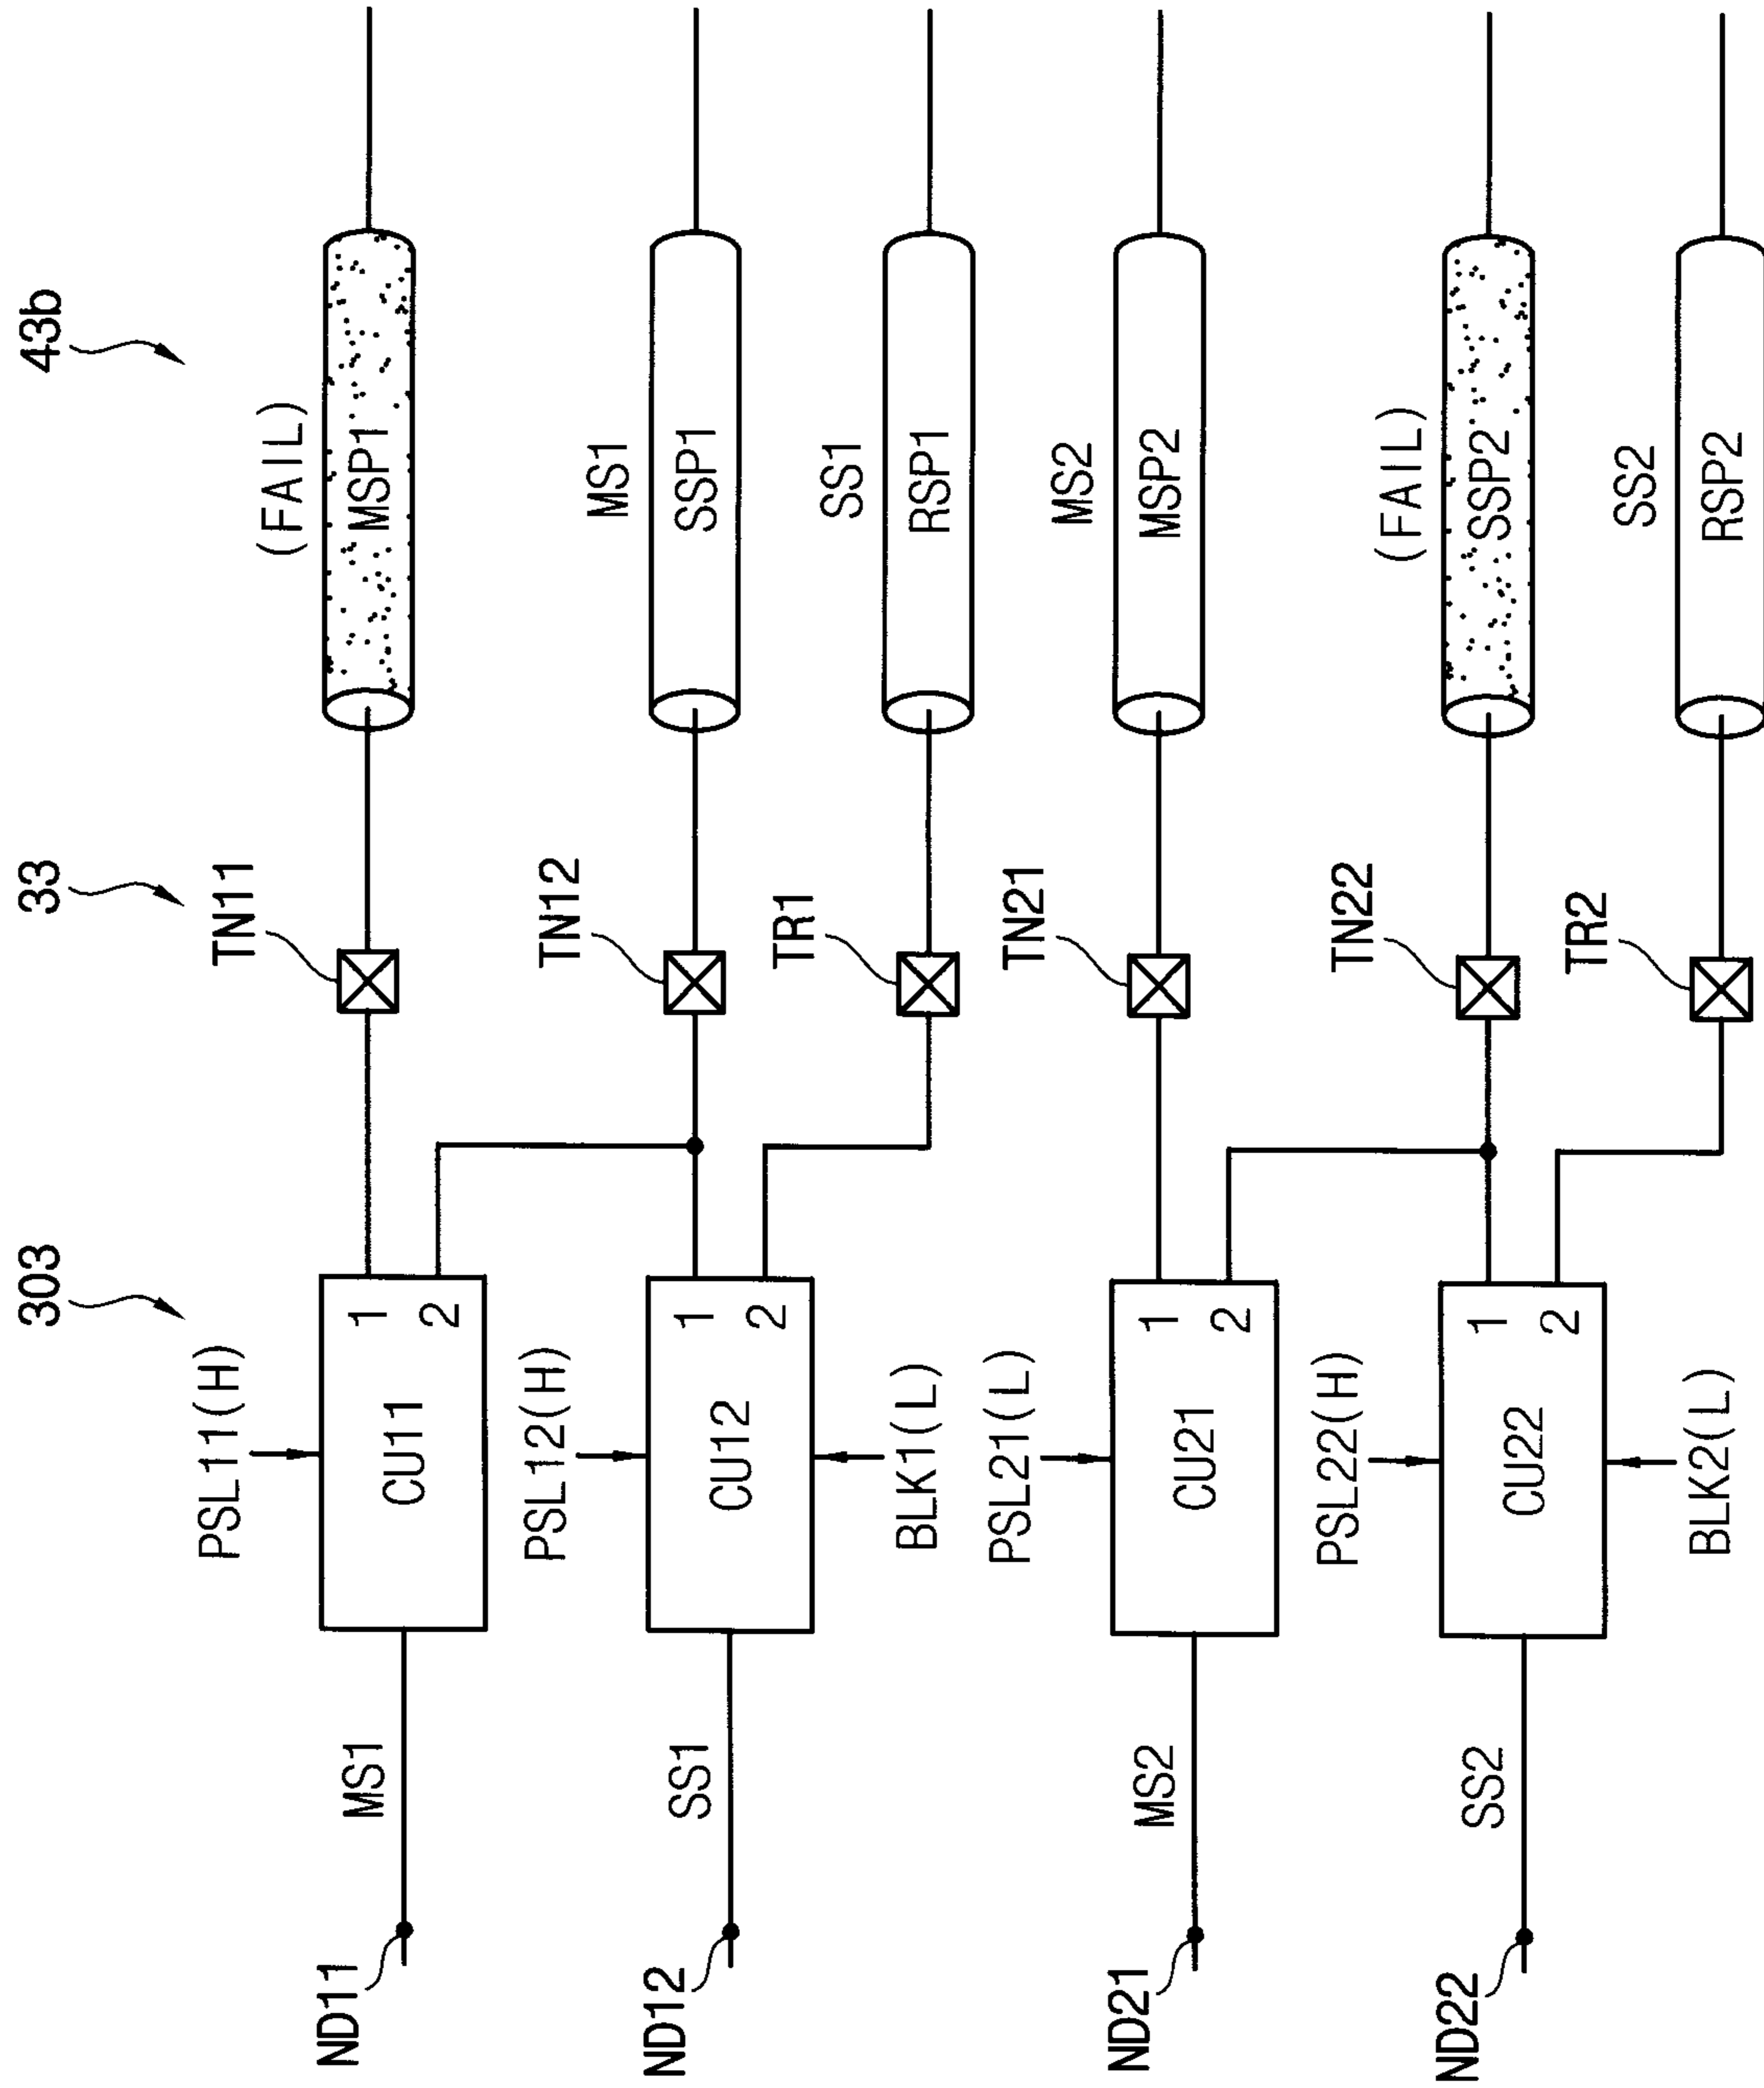 303
33
43b
PSL11(H)
TN11
(FAIL)
ND11
MS1
CU11
1
2
MSP1
PSL12(H)
TN12
MS1
ND12
SS1
CU12
1
2
SSP1
BLK1(L)
TR1
SS1
RSP1
PSL21(L)
TN21
MS2
ND21
MS2
CU21
1
2
MSP2
PSL22(H)
TN22
(FAIL)
ND22
SS2
CU22
1
2
SSP2
BLK2(L)
TR2
SS2
RSP2